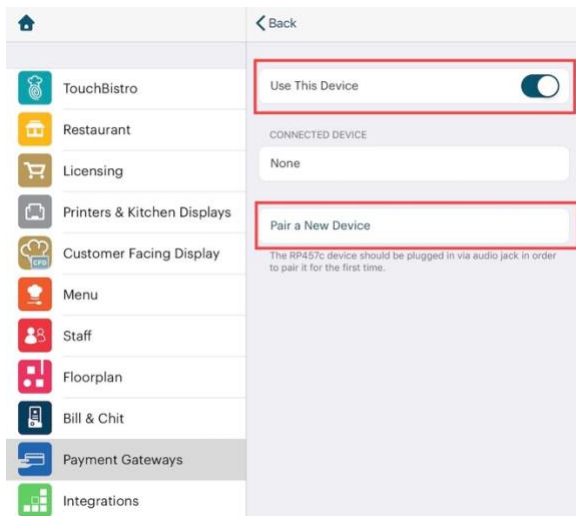 Back
TouchBistro
Restaurant
Licensing
Printers & Kitchen Displays
Customer Facing Display
CFD
Menu
Staff
Floorplan
Bill & Chit
Payment Gateways
Integrations
Use This Device
CONNECTED DEVICE
None
Pair a New Device
The RP457c device should be plugged in via audio jack in order
to pair it for the first time.